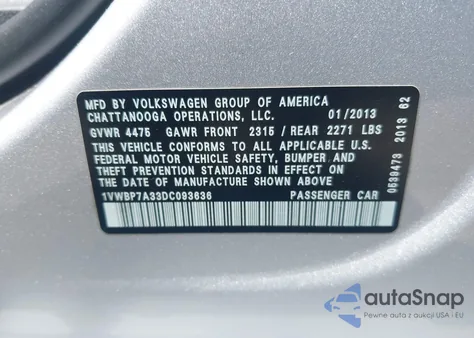 MFD BY VOLKSWAGEN GROUP OF AMERICA
CHATTANOOGA OPERATIONS, LLC. 01/2013
GVWR 4475 GAWR FRONT 2315 / REAR 2271 LBS
THIS VEHICLE CONFORMS TO ALL APPLICABLE U.S.
FEDERAL MOTOR VEHICLE SAFETY, BUMPER AND
THEFT PREVENTION STANDARDS IN EFFECT ON
THE DATE OF MANUFACTURE SHOWN ABOVE.
1VWBP7A33DC093636 PASSENGER CAR
0639473 2013 62
autoSnap
Pewne auta z aukcji USA i EU